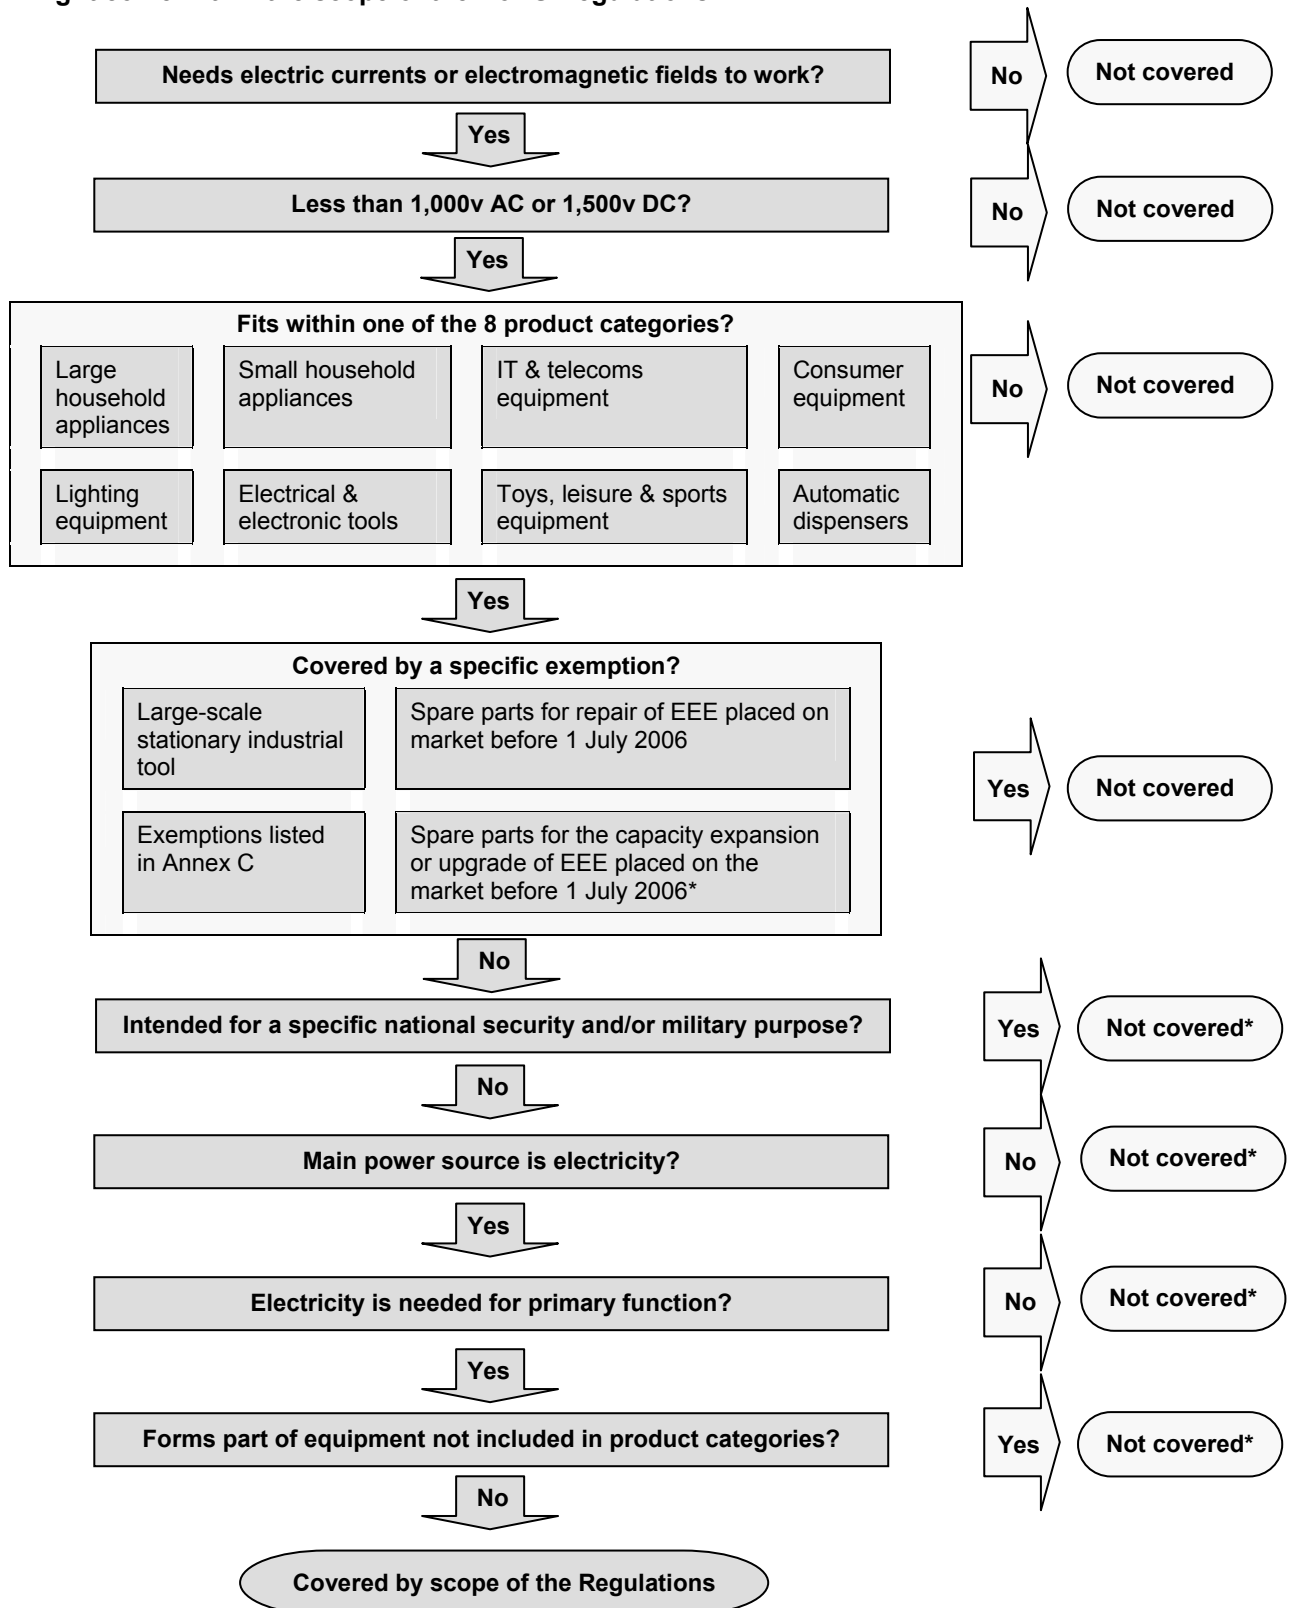 Needs electric currents or electromagnetic fields to work?
No
Not covered
Yes
Less than 1,000v AC or 1,500v DC?
No
Not covered
Yes
Fits within one of the 8 product categories?
Large
household
appliances
Small household
appliances
IT & telecoms
equipment
Consumer
equipment
No
Not covered
Lighting
equipment
Electrical &
electronic tools
Toys, leisure & sports
equipment
Automatic
dispensers
Yes
Covered by a specific exemption?
Large-scale
stationary industrial
tool
Spare parts for repair of EEE placed on
market before 1 July 2006
Yes
Not covered
Exemptions listed
in Annex C
Spare parts for the capacity expansion
or upgrade of EEE placed on the
market before 1 July 2006*
No
Intended for a specific national security and/or military purpose?
Yes
Not covered*
No
Main power source is electricity?
No
Not covered*
Yes
Electricity is needed for primary function?
No
Not covered*
Yes
Forms part of equipment not included in product categories?
Yes
Not covered*
No
Covered by scope of the Regulations